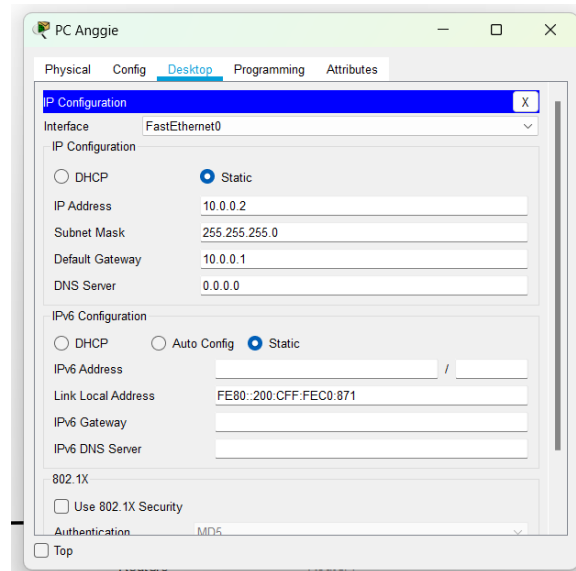 PC Anggie
Physical Config Desktop Programming Attributes
IP Configuration X
Interface FastEthernet0
IP Configuration
DHCP Static
IP Address 10.0.0.2
Subnet Mask 255.255.255.0
Default Gateway 10.0.0.1
DNS Server 0.0.0.0
IPv6 Configuration
DHCP Auto Config Static
IPv6 Address /
Link Local Address FE80::200:CFF:FEC0:871
IPv6 Gateway
IPv6 DNS Server
802.1X
Use 802.1X Security
Authentication MD5
Top